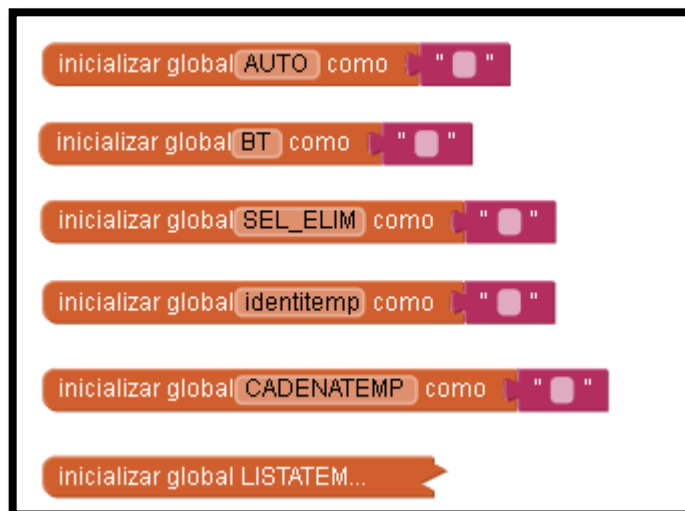 inicializar global AUTO como " "
inicializar global BT como " "
inicializar global SEL_ELIM como " "
inicializar global identitemp como " "
inicializar global CADENATEMP como " "
inicializar global LISTATEM...